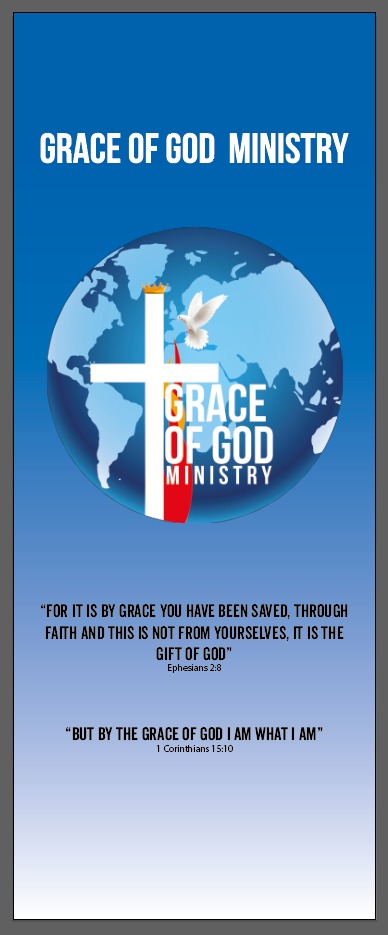 GRACE OF GOD  MINISTRY
GRACE
OF GOD
MINISTRY
“FOR IT IS BY GRACE YOU HAVE BEEN SAVED, THROUGH
FAITH AND THIS IS NOT FROM YOURSELVES, IT IS THE
GIFT OF GOD”
Ephesians 2:8
“BUT BY THE GRACE OF GOD I AM WHAT I AM”
1 Corinthians 15:10